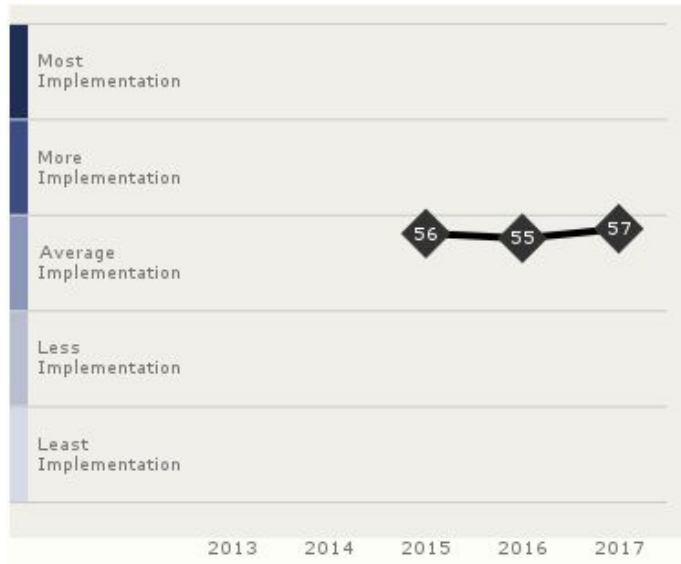 Most
Implementation
More
Implementation
56
55
57
Average
Implementation
Less
Implementation
Least
Implementation
2013 2014 2015 2016 2017